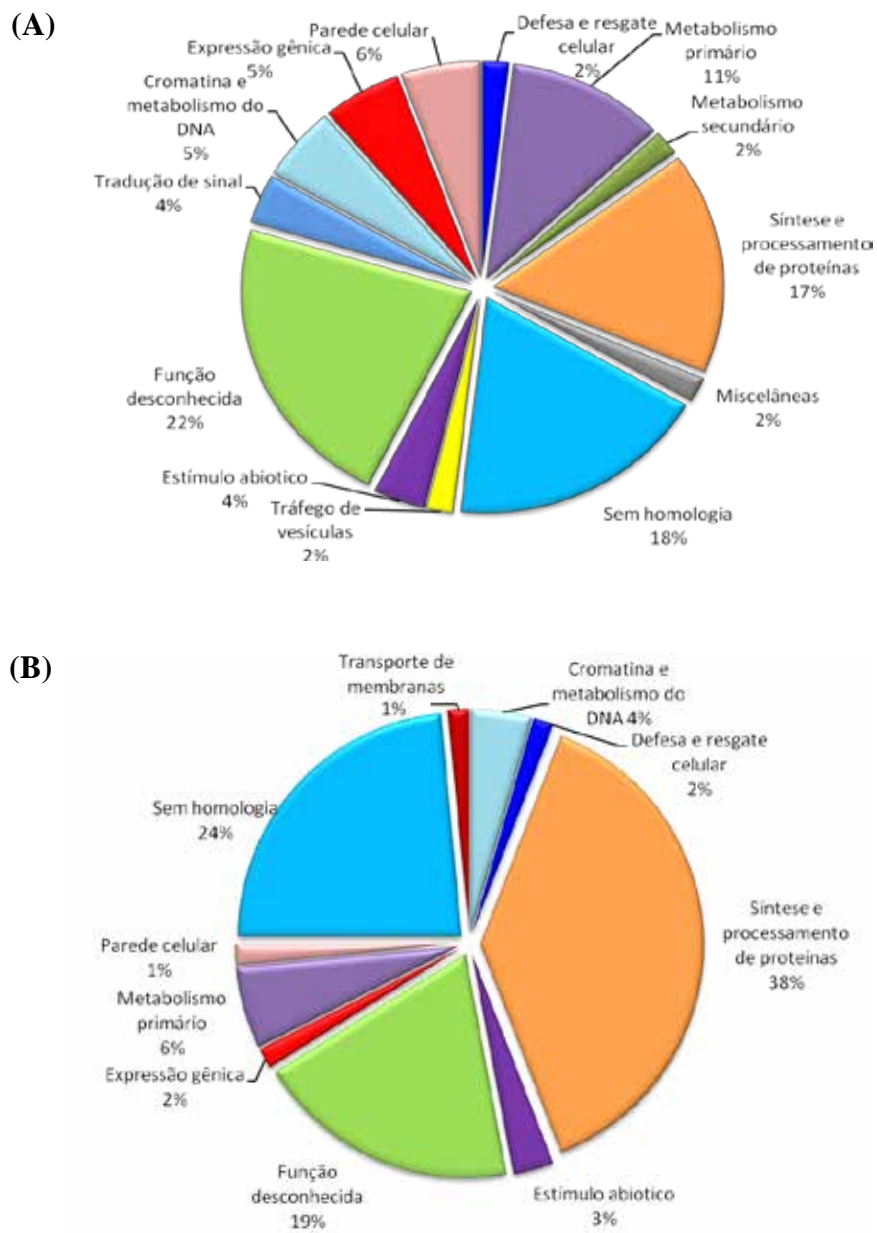 (A)
Parede celular
6%
Defesa e resgate
celular
2%
Metabolismo
primário
11%
Expressão gênica
5%
Cromatina e
metabolismo do
DNA
5%
Metabolismo
secundário
2%
Tradução de sinal
4%
Síntese e
processamento
de proteínas
17%
Função
desconhecida
22%
Miscelâneas
2%
Estímulo abiotico
4%
Tráfego de
vesículas
2%
Sem homologia
18%
(B)
Transporte de
membranas
1%
Cromatina e
metabolismo do
DNA 4%
Defesa e resgate
celular
2%
Sem homologia
24%
Síntese e
processamento
de proteínas
38%
Parede celular
1%
Metabolismo
primário
6%
Expressão gênica
2%
Função
desconhecida
19%
Estímulo abiotico
3%